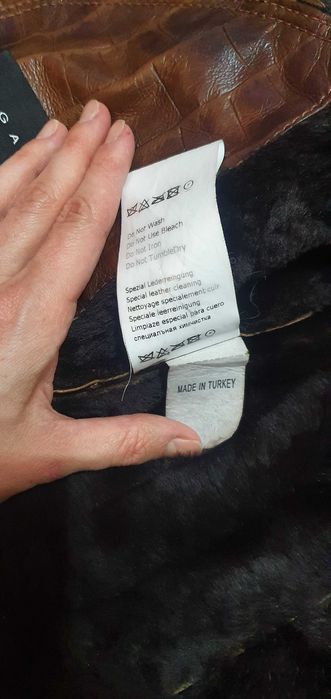 G A
Do Not Wash
Do Not Use Bleach
Do Not Iron
Do Not TumbleDry
Spezial Lederreinigung
Special leather cleaning
Nettoyage specialement cuir
Speciale leerreinigung
Limpiaze especial para cuero
специальная химчистка
MADE IN TURKEY